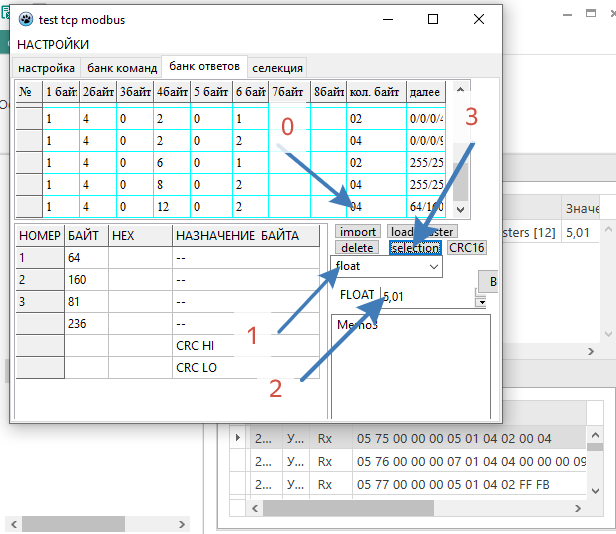 test tcp modbus
НАСТРОЙКИ
настройка банк команд банк ответов селекция
№ 1 байт 2байт 3байт 4байт 5 байт 6 байт 7байт 8байт кол. байт далее
1 4 0 2 0 1 02 0/0/0/4
1 4 0 2 0 2 04 0/0/0/9
1 4 0 6 0 1 02 255/25
1 4 0 8 0 2 04 255/25
1 4 0 12 0 2 04 64/160
0
3
НОМЕР БАЙТ HEX НАЗНАЧЕНИЕ БАЙТА
1 64 --
2 160 --
3 81 --
236 --
CRC HI
CRC LO
import
delete selection CRC16
float
FLOAT 5,01
Memo3
1
2
В
Значе
sters [12] 5,01
2... У... Rx 05 75 00 00 00 05 01 04 02 00 04
2... У... Rx 05 76 00 00 00 07 01 04 04 00 00 00 09
2... У... Rx 05 77 00 00 00 05 01 04 02 FF FB